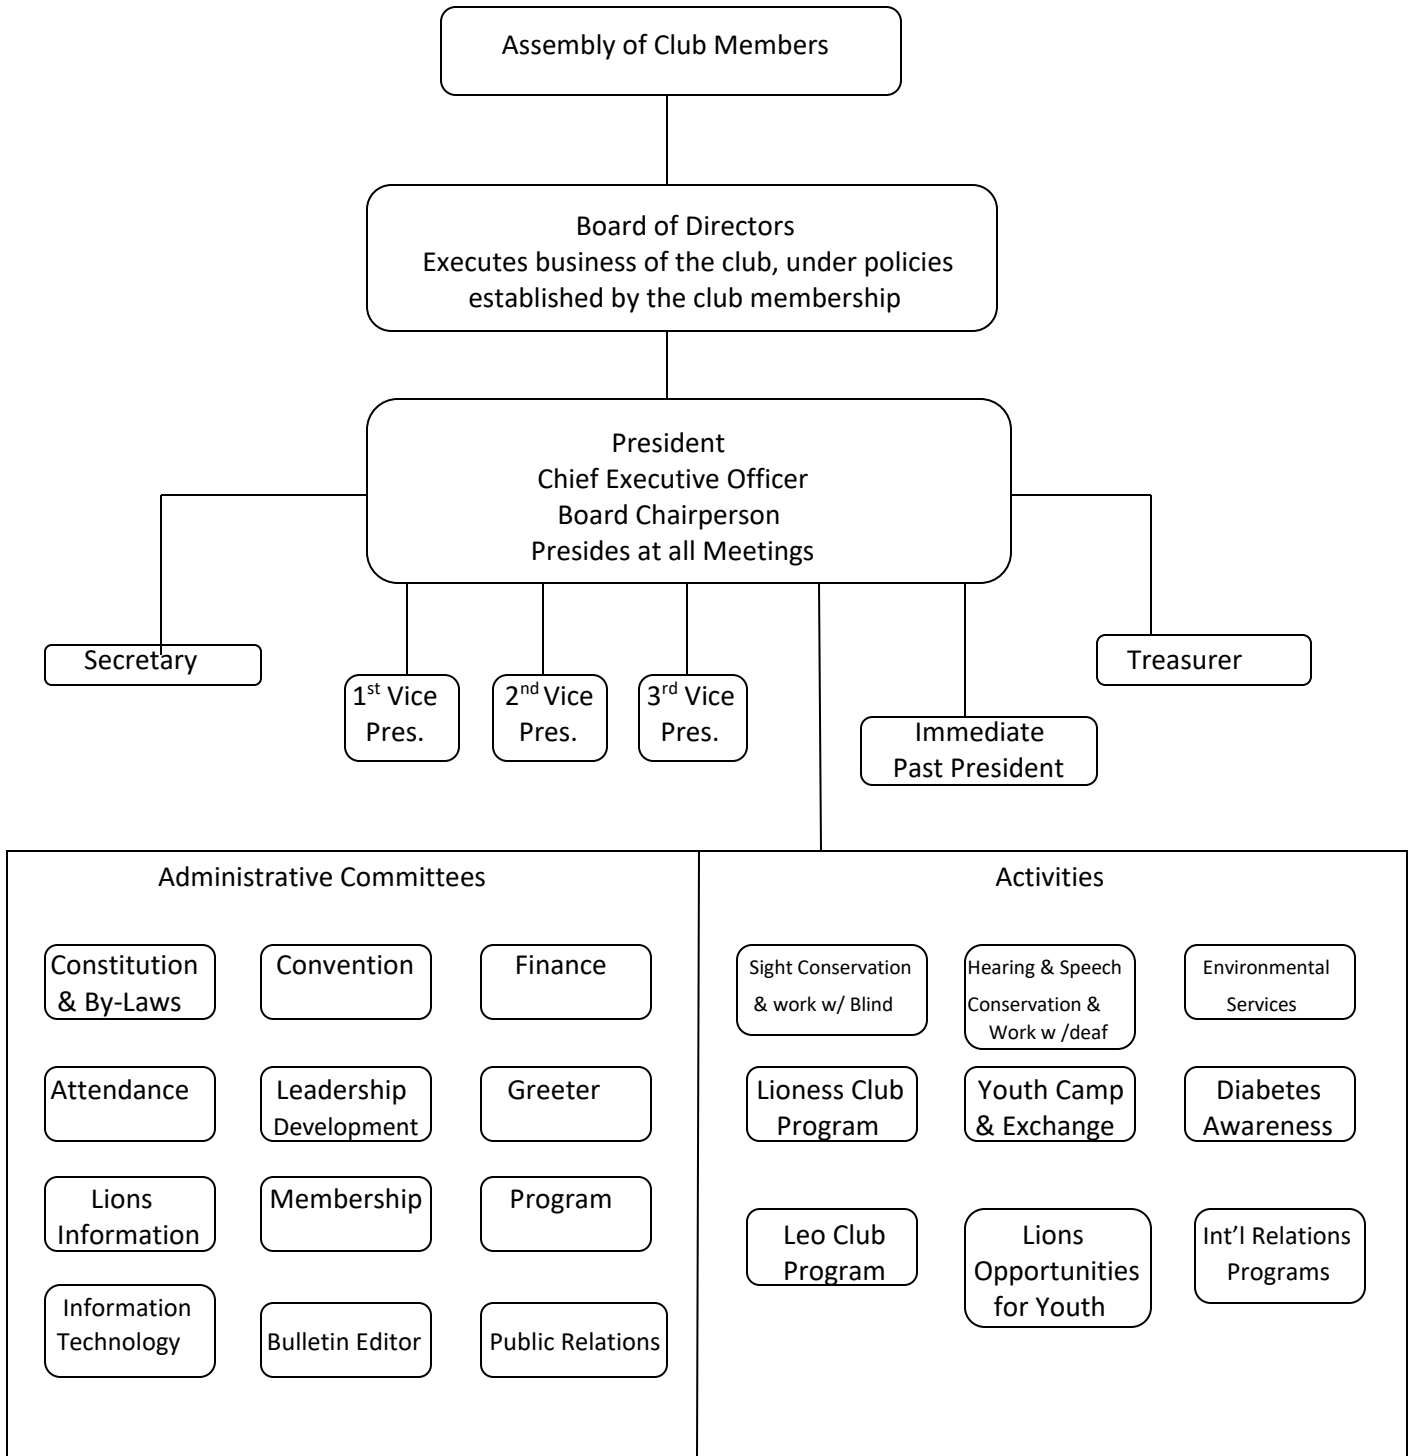 Assembly of Club Members
Board of Directors
Executes business of the club, under policies
established by the club membership
President
Chief Executive Officer
Board Chairperson
Presides at all Meetings
Secretary
1st Vice
Pres.
2nd Vice
Pres.
3rd Vice
Pres.
Immediate
Past President
Treasurer
Administrative Committees
Constitution
& By-Laws
Convention
Finance
Attendance
Leadership
Development
Greeter
Lions
Information
Membership
Program
Information
Technology
Bulletin Editor
Public Relations
Activities
Sight Conservation
& work w/ Blind
Hearing & Speech
Conservation &
Work w /deaf
Environmental
Services
Lioness Club
Program
Youth Camp
& Exchange
Diabetes
Awareness
Leo Club
Program
Lions
Opportunities
for Youth
Int’l Relations
Programs